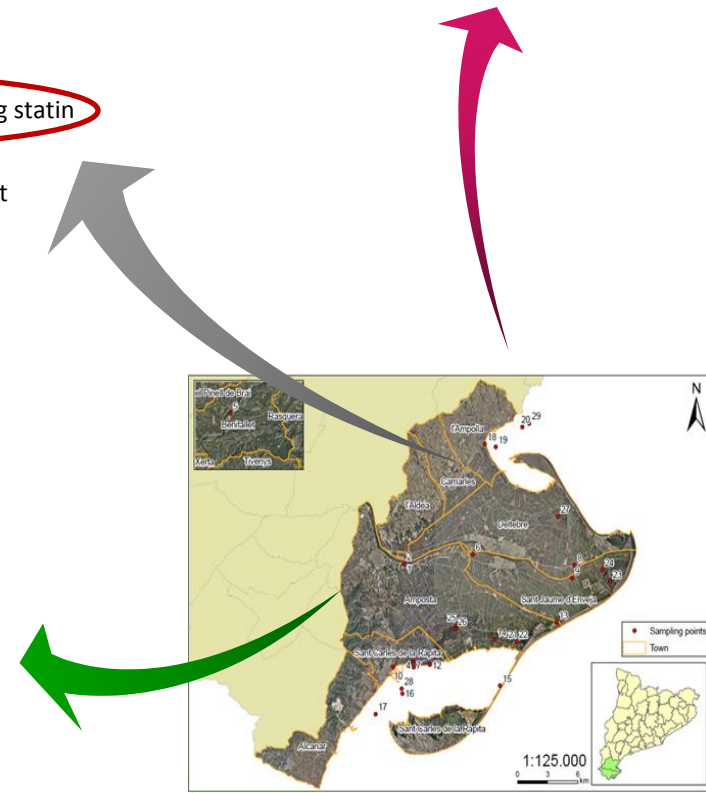 g statin
t
N
el Pinell de Brai
5
Benifallet
Rasquera
Xerta
Tivenys
l'Ampolla
20
29
18
19
Camarles
l'Aldea
27
Deltebre
2
6
8
9
24
23
Amposta
Sant Jaume d'Enveja
25
26
13
14
21
22
Sant Carles de la Ràpita
4
7
12
10
28
16
15
17
Sant Carles de la Ràpita
Alcanar
Sampling points
Town
1:125.000
0 3 6
km